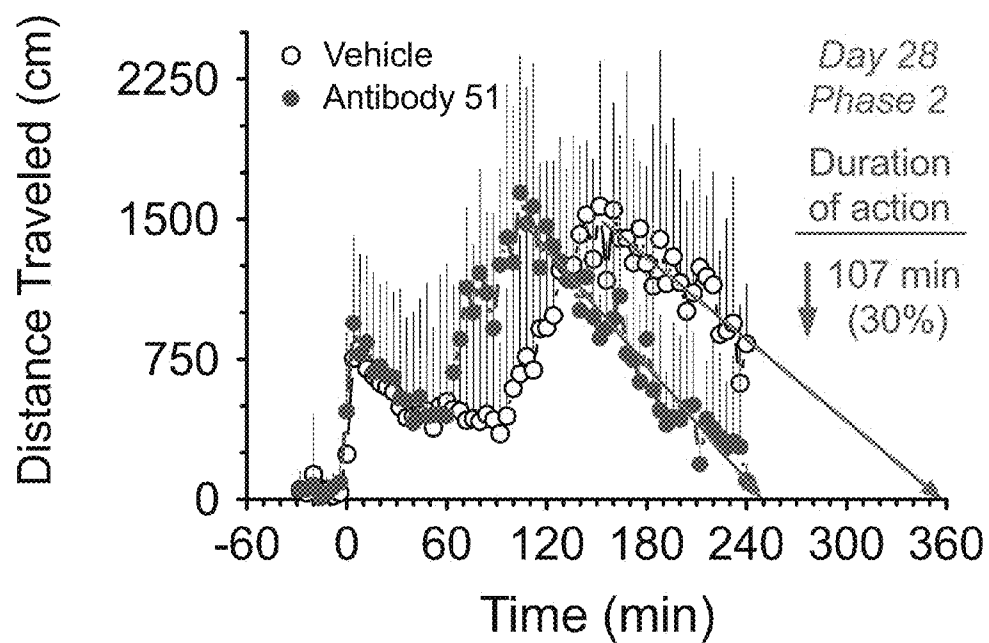 Distance Traveled (cm)
2250
1500
750
0
Vehicle
Antibody 51
Day 28
Phase 2
Duration
of action
107 min
(30%)
-60 0 60 120 180 240 300 360
Time (min)